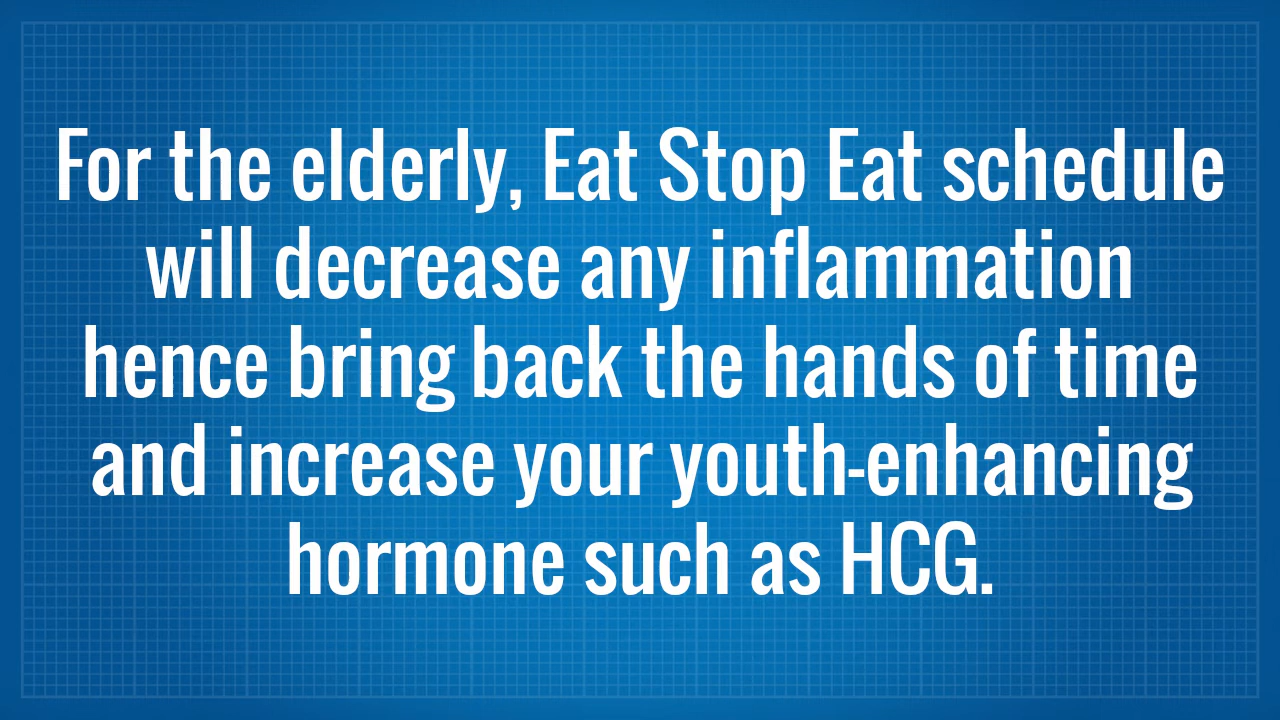 For the elderly, Eat Stop Eat schedule
will decrease any inflammation
hence bring back the hands of time
and increase your youth-enhancing
hormone such as HCG.